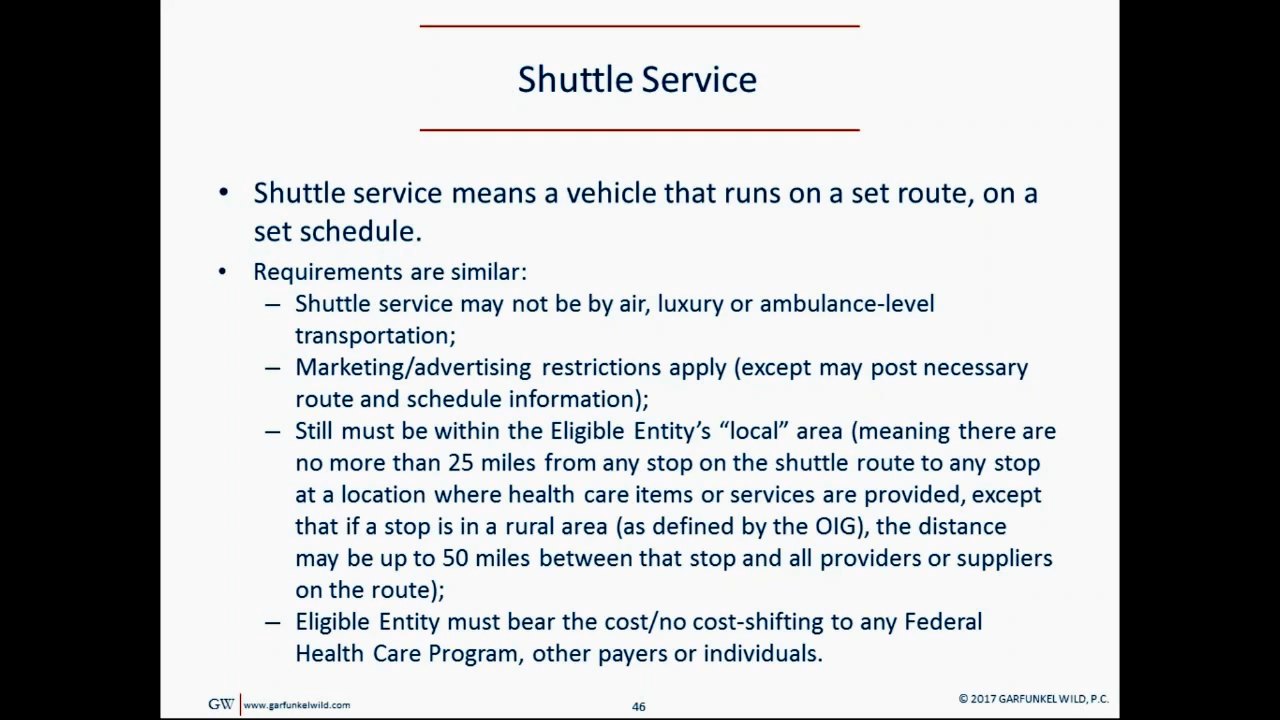 Shuttle Service
• Shuttle service means a vehicle that runs on a set route, on a
set schedule.
• Requirements are similar:
– Shuttle service may not be by air, luxury or ambulance-level
transportation;
– Marketing/advertising restrictions apply (except may post necessary
route and schedule information);
– Still must be within the Eligible Entity’s “local” area (meaning there are
no more than 25 miles from any stop on the shuttle route to any stop
at a location where health care items or services are provided, except
that if a stop is in a rural area (as defined by the OIG), the distance
may be up to 50 miles between that stop and all providers or suppliers
on the route);
– Eligible Entity must bear the cost/no cost-shifting to any Federal
Health Care Program, other payers or individuals.
GW www.garfunkelwild.com
46
© 2017 GARFUNKEL WILD, P.C.